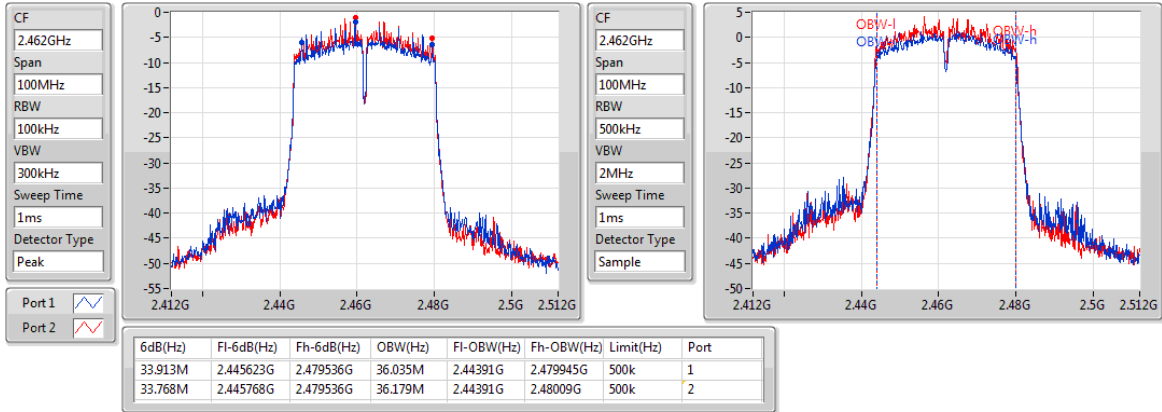 CF
2.462GHz
Span
100MHz
RBW
100kHz
VBW
300kHz
Sweep Time
1ms
Detector Type
Peak
Port 1
Port 2
0
-5
-10
-15
-20
-25
-30
-35
-40
-45
-50
-55
2.412G
2.44G
2.46G
2.48G
2.5G
2.512G
CF
2.462GHz
Span
100MHz
RBW
500kHz
VBW
2MHz
Sweep Time
1ms
Detector Type
Sample
5
0
-5
-10
-15
-20
-25
-30
-35
-40
-45
-50
OBW-l
OBW-h
2.412G
2.44G
2.46G
2.48G
2.5G
2.512G
6dB(Hz) Fl-6dB(Hz) Fh-6dB(Hz) OBW(Hz) Fl-OBW(Hz) Fh-OBW(Hz) Limit(Hz) Port
33.913M 2.445623G 2.479536G 36.035M 2.44391G 2.479945G 500k 1
33.768M 2.445768G 2.479536G 36.179M 2.44391G 2.48009G 500k 2